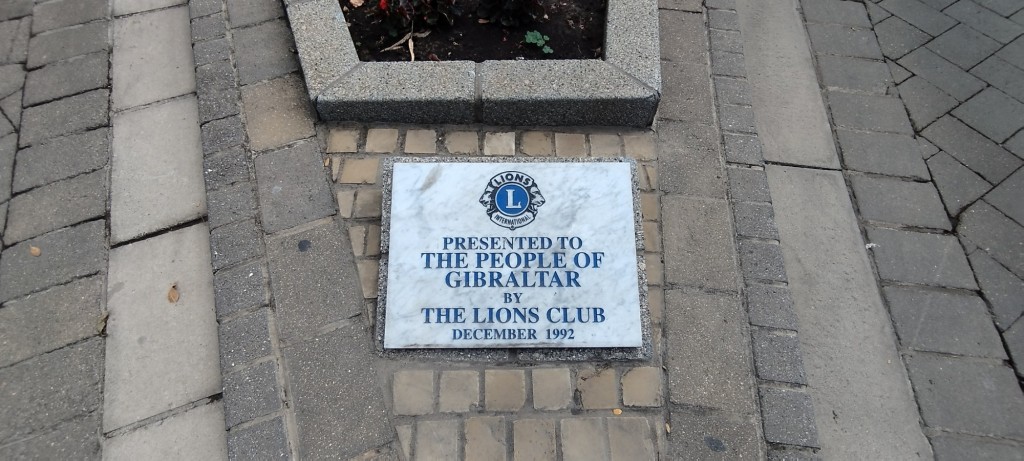 LIONS
L
INTERNATIONAL
PRESENTED TO
THE PEOPLE OF
GIBRALTAR
BY
THE LIONS CLUB
DECEMBER 1992